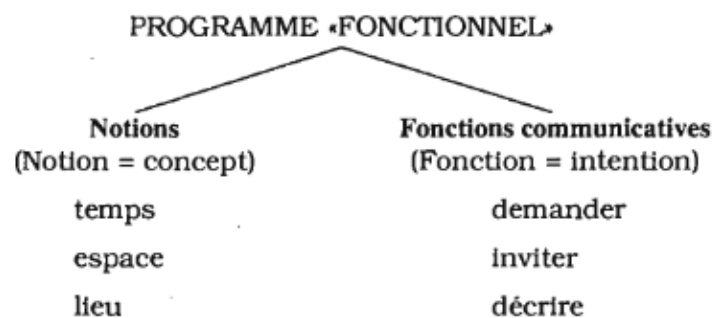 PROGRAMME «FONCTIONNEL»
Notions Fonctions communicatives
(Notion = concept) (Fonction = intention)
temps demander
espace inviter
lieu décrire